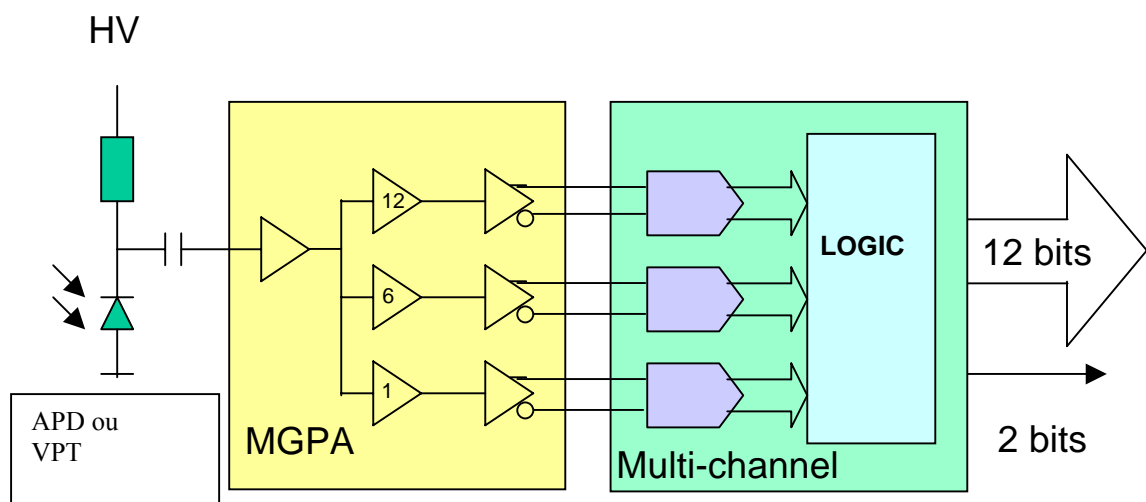 HV
12
6
1
LOGIC
12 bits
2 bits
APD ou
VPT
MGPA
Multi-channel